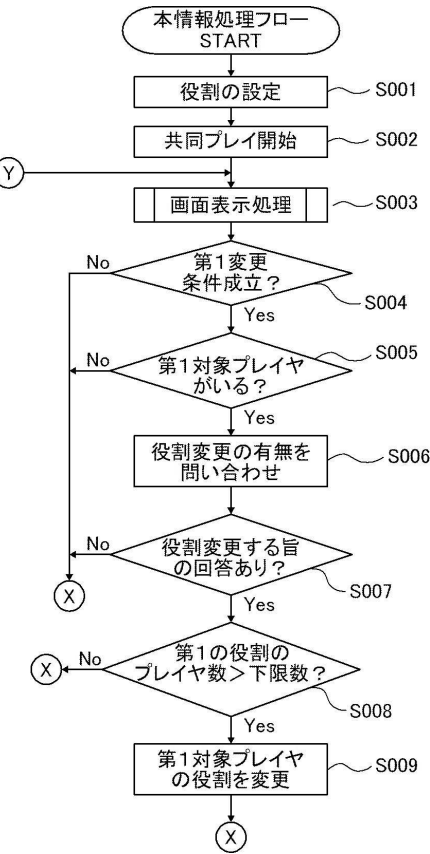 本情報処理フロー
START
役割の設定
S001
共同プレイ開始
S002
Y
画面表示処理
S003
No
第1変更
条件成立？
S004
Yes
No
第1対象プレイヤ
がいる？
S005
Yes
役割変更の有無を
問い合わせ
S006
No
役割変更する旨
の回答あり？
S007
X
Yes
X
No
第1の役割の
プレイヤ数＞下限数？
S008
Yes
第1対象プレイヤ
の役割を変更
S009
X